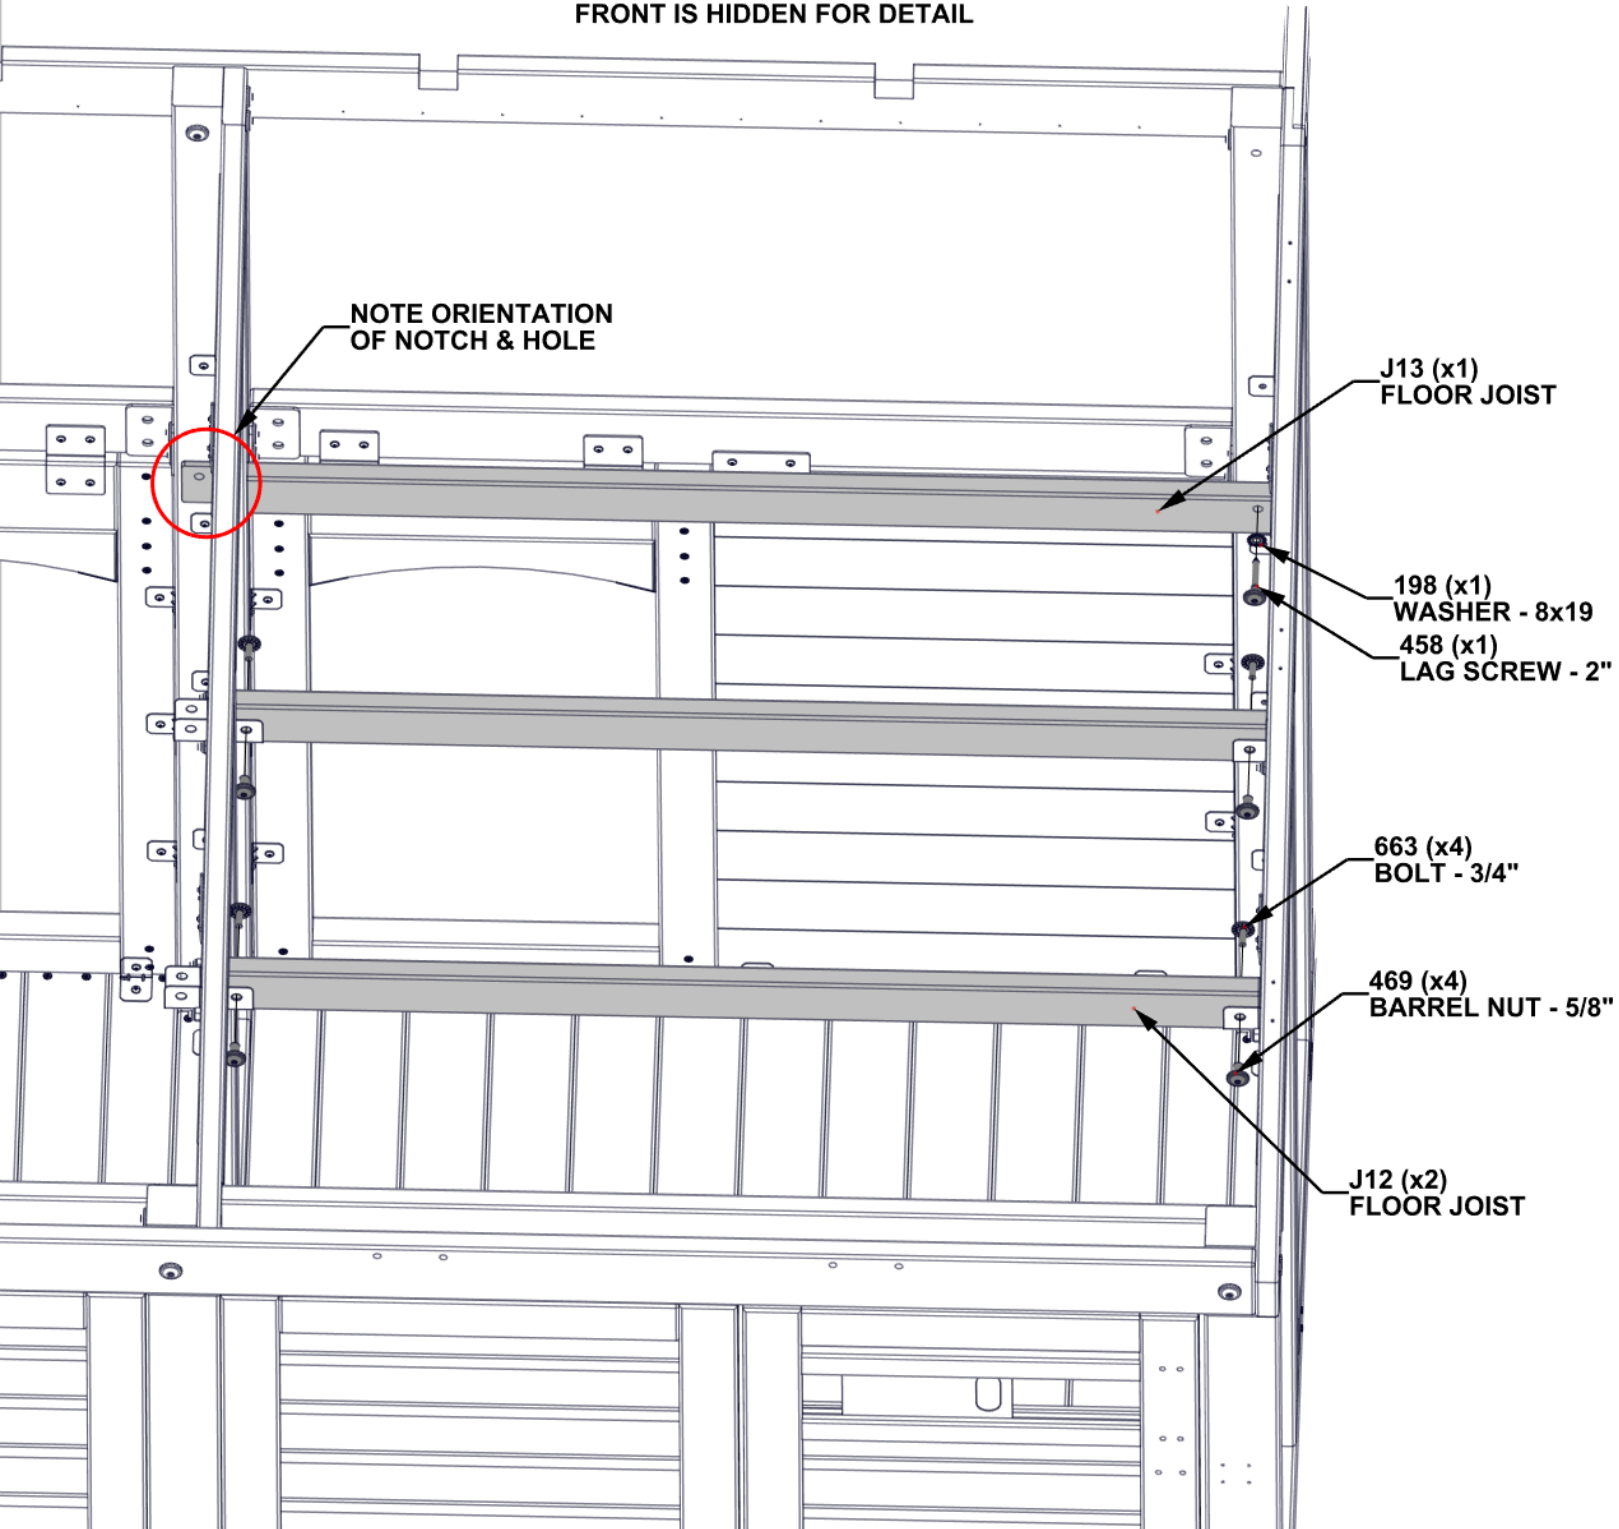 FRONT IS HIDDEN FOR DETAIL
NOTE ORIENTATION
OF NOTCH & HOLE
J13 (x1)
FLOOR JOIST
198 (x1)
WASHER - 8x19
458 (x1)
LAG SCREW - 2"
663 (x4)
BOLT - 3/4"
469 (x4)
BARREL NUT - 5/8"
J12 (x2)
FLOOR JOIST